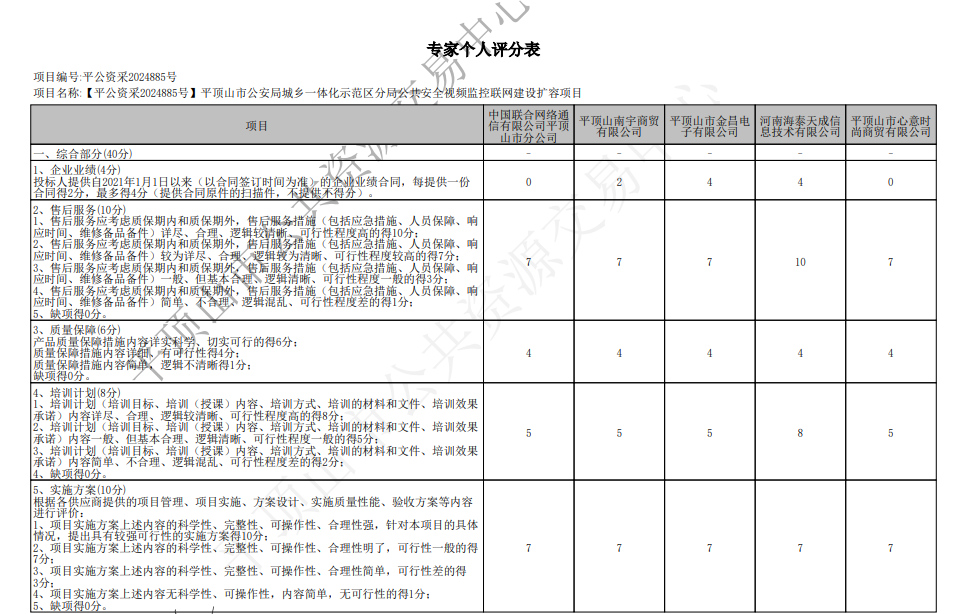 专家个人评分表
项目编号:平公资采2024885号
项目名称:【平公资采2024885号】平顶山市公安局城乡一体化示范区分局公共安全视频监控联网建设扩容项目
项目
中国联合网络通
信有限公司平顶
山市分公司
平顶山南宇商贸
有限公司
平顶山市金昌电
子有限公司
河南海泰天成信
息技术有限公司
平顶山市心意时
尚商贸有限公司
一、综合部分(40分)
-
-
-
-
-
1、企业业绩(4分)
投标人提供自2021年1月1日以来（以合同签订时间为准）的企业业绩合同，每提供一份
合同得2分，最多得4分（提供合同原件的扫描件，不提供不得分）。
0
2
4
4
0
2、售后服务(10分)
1、售后服务应考虑质保期内和质保期外，售后服务措施（包括应急措施、人员保障、响
应时间、维修备品备件）详尽、合理、逻辑较清晰、可行性程度高的得10分；
2、售后服务应考虑质保期内和质保期外，售后服务措施（包括应急措施、人员保障、响
应时间、维修备品备件）较为详尽、合理、逻辑较为清晰、可行性程度较高的得7分；
3、售后服务应考虑质保期内和质保期外，售后服务措施（包括应急措施、人员保障、响
应时间、维修备品备件）一般、但基本合理、逻辑清晰、可行性程度一般的得3分；
4、售后服务应考虑质保期内和质保期外，售后服务措施（包括应急措施、人员保障、响
应时间、维修备品备件）简单、不合理、逻辑混乱、可行性程度差的得1分；
5、缺项得0分。
7
7
7
10
7
3、质量保障(6分)
产品质量保障措施内容详实科学、切实可行的得6分；
质量保障措施内容详细、有可行性得4分；
质量保障措施内容简单，逻辑不清晰得1分；
缺项得0分。
4
4
4
4
4
4、培训计划(8分)
1、培训计划（培训目标、培训（授课）内容、培训方式、培训的材料和文件、培训效果
承诺）内容详尽、合理、逻辑较清晰、可行性程度高的得8分；
2、培训计划（培训目标、培训（授课）内容、培训方式、培训的材料和文件、培训效果
承诺）内容一般、但基本合理、逻辑清晰、可行性程度一般的得5分；
3、培训计划（培训目标、培训（授课）内容、培训方式、培训的材料和文件、培训效果
承诺）内容简单、不合理、逻辑混乱、可行性程度差的得2分；
4、缺项得0分。
5
5
5
8
5
5、实施方案(10分)
根据各供应商提供的项目管理、项目实施、方案设计、实施质量性能、验收方案等内容
进行评价：
1、项目实施方案上述内容的科学性、完整性、可操作性、合理性强，针对本项目的具体
情况，提出具有较强可行性的实施方案得10分；
2、项目实施方案上述内容的科学性、完整性、可操作性、合理性明了，可行性一般的得
7分；
3、项目实施方案上述内容的科学性、完整性、可操作性、合理性简单，可行性差的得
3分；
4、项目实施方案上述内容无科学性、可操作性，内容简单，无可行性的得1分；
5、缺项得0分。
7
7
7
7
7
平顶山市公共资源交易中心
平顶山市公共资源交易中心